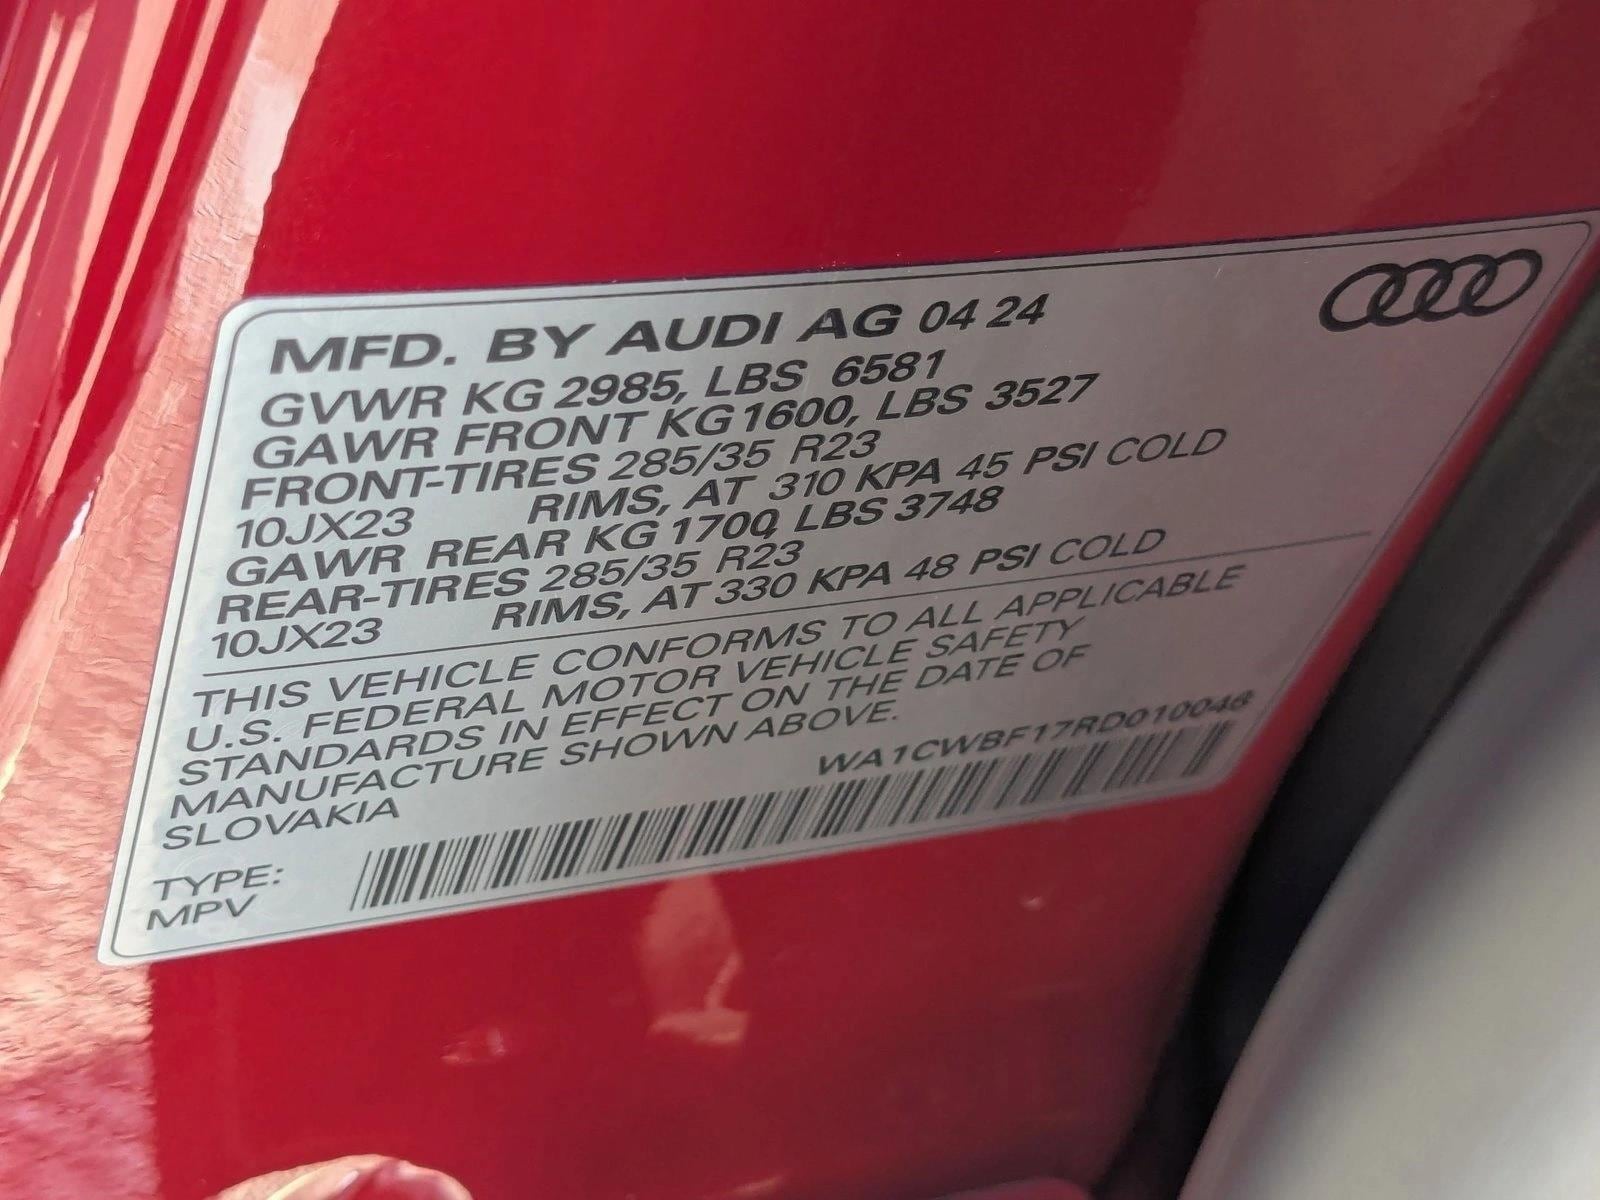 MFD. BY AUDI AG 04 24
GVWR KG 2985, LBS 6581
GAWR FRONT KG 1600, LBS 3527
FRONT-TIRES 285/35 R23
10JX23 RIMS, AT 310 KPA 45 PSI COLD
GAWR REAR KG 1700, LBS 3748
REAR-TIRES 285/35 R23
10JX23 RIMS, AT 330 KPA 48 PSI COLD
THIS VEHICLE CONFORMS TO ALL APPLICABLE
U.S. FEDERAL MOTOR VEHICLE SAFETY
STANDARDS IN EFFECT ON THE DATE OF
MANUFACTURE SHOWN ABOVE.
SLOVAKIA
WA1CWBF17RD010046
TYPE:
MPV